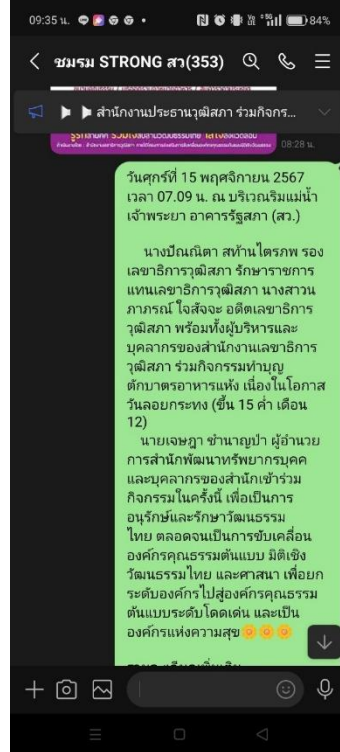 09:35 น.
84%
ชมรม STRONG สา(353)
สำนักงานประธานวุฒิสภา ร่วมกิจกร...
08:28 น.
วันศุกร์ที่ 15 พฤศจิกายน 2567
เวลา 07.09 น. ณ บริเวณริมแม่น้ำ
เจ้าพระยา อาคารรัฐสภา (สว.)
นางปัณณิตา สท้านไตรภพ รอง
เลขาธิการวุฒิสภา รักษาราชการ
แทนเลขาธิการวุฒิสภา นางสาวน
ภาภรณ์ ใจสัจจะ อดีตเลขาธิการ
วุฒิสภา พร้อมทั้งผู้บริหารและ
บุคลากรของสำนักงานเลขาธิการ
วุฒิสภา ร่วมกิจกรรมทำบุญ
ตักบาตรอาหารแห้ง เนื่องในโอกาส
วันลอยกระทง (ขึ้น 15 ค่ำ เดือน
12)
นายเจษฎา ชำนาญป่า ผู้อำนวย
การสำนักพัฒนาทรัพยากรบุคค
และบุคลากรของสำนักเข้าร่วม
กิจกรรมในครั้งนี้ เพื่อเป็นการ
อนุรักษ์และรักษาวัฒนธรรม
ไทย ตลอดจนเป็นการขับเคลื่อน
องค์กรคุณธรรมต้นแบบ มิติเชิง
วัฒนธรรมไทย และศาสนา เพื่อยก
ระดับองค์กรไปสู่องค์กรคุณธรรม
ต้นแบบระดับโดดเด่น และเป็น
องค์กรแห่งความสุข